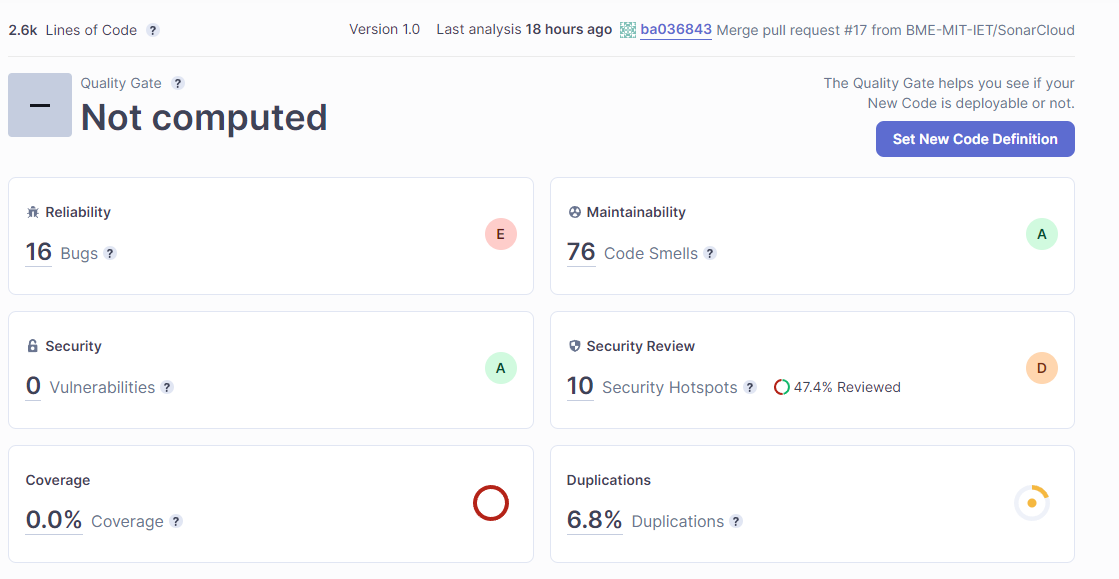 2.6k Lines of Code ? Version 1.0 Last analysis 18 hours ago ba036843 Merge pull request #17 from BME-MIT-IET/SonarCloud
Quality Gate ?
Not computed
The Quality Gate helps you see if your
New Code is deployable or not.
Set New Code Definition
Reliability
16 Bugs ?
E
Maintainability
76 Code Smells ?
A
Security
0 Vulnerabilities ?
A
Security Review
10 Security Hotspots ? 47.4% Reviewed
D
Coverage
0.0% Coverage ?
Duplications
6.8% Duplications ?